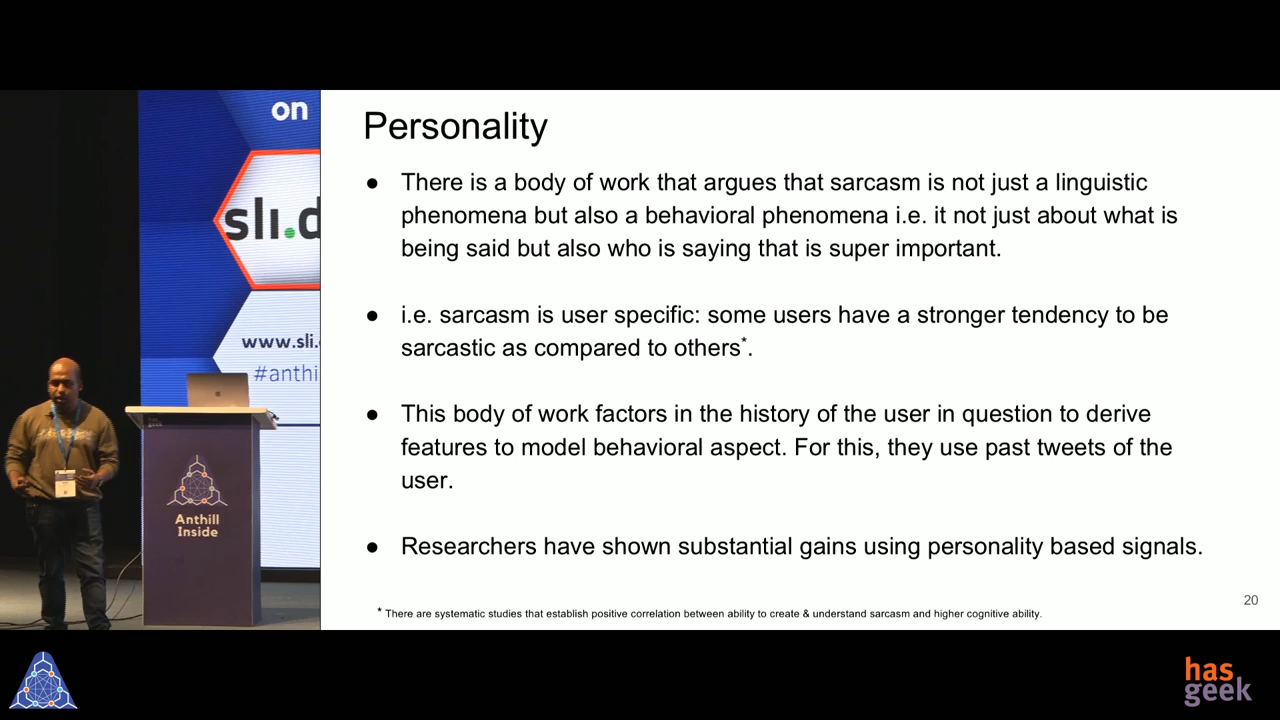 on
sli.d
www.sli.
#anthi
geek
Anthill
Inside
Personality
● There is a body of work that argues that sarcasm is not just a linguistic
phenomena but also a behavioral phenomena i.e. it not just about what is
being said but also who is saying that is super important.
● i.e. sarcasm is user specific: some users have a stronger tendency to be
sarcastic as compared to others*.
● This body of work factors in the history of the user in question to derive
features to model behavioral aspect. For this, they use past tweets of the
user.
● Researchers have shown substantial gains using personality based signals.
* There are systematic studies that establish positive correlation between ability to create & understand sarcasm and higher cognitive ability.
20
has
geek